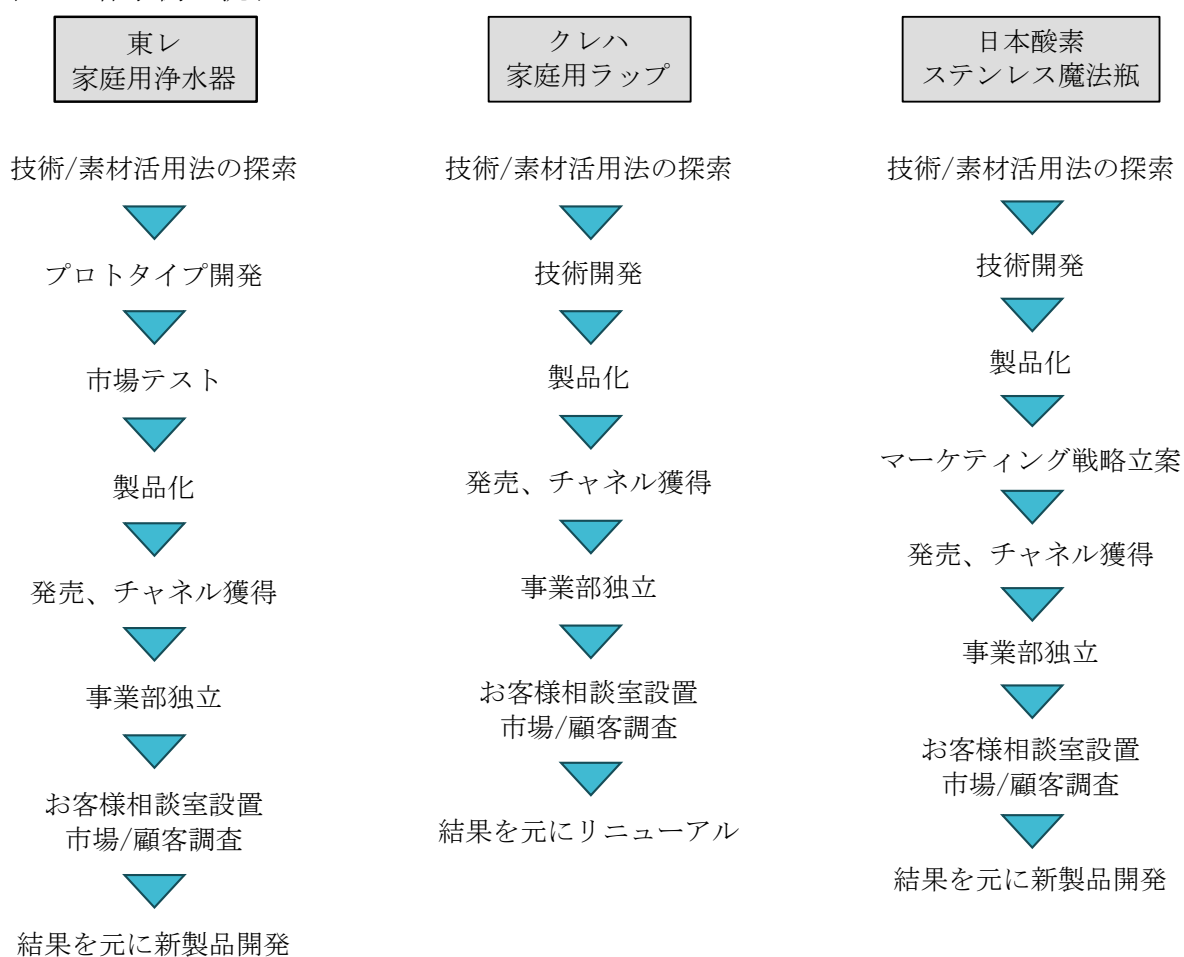 東レ
家庭用浄水器
技術/素材活用法の探索
プロトタイプ開発
市場テスト
製品化
発売、チャネル獲得
事業部独立
お客様相談室設置
市場/顧客調査
結果を元に新製品開発
クレハ
家庭用ラップ
技術/素材活用法の探索
技術開発
製品化
発売、チャネル獲得
事業部独立
お客様相談室設置
市場/顧客調査
結果を元にリニューアル
日本酸素
ステンレス魔法瓶
技術/素材活用法の探索
技術開発
製品化
マーケティング戦略立案
発売、チャネル獲得
事業部独立
お客様相談室設置
市場/顧客調査
結果を元に新製品開発